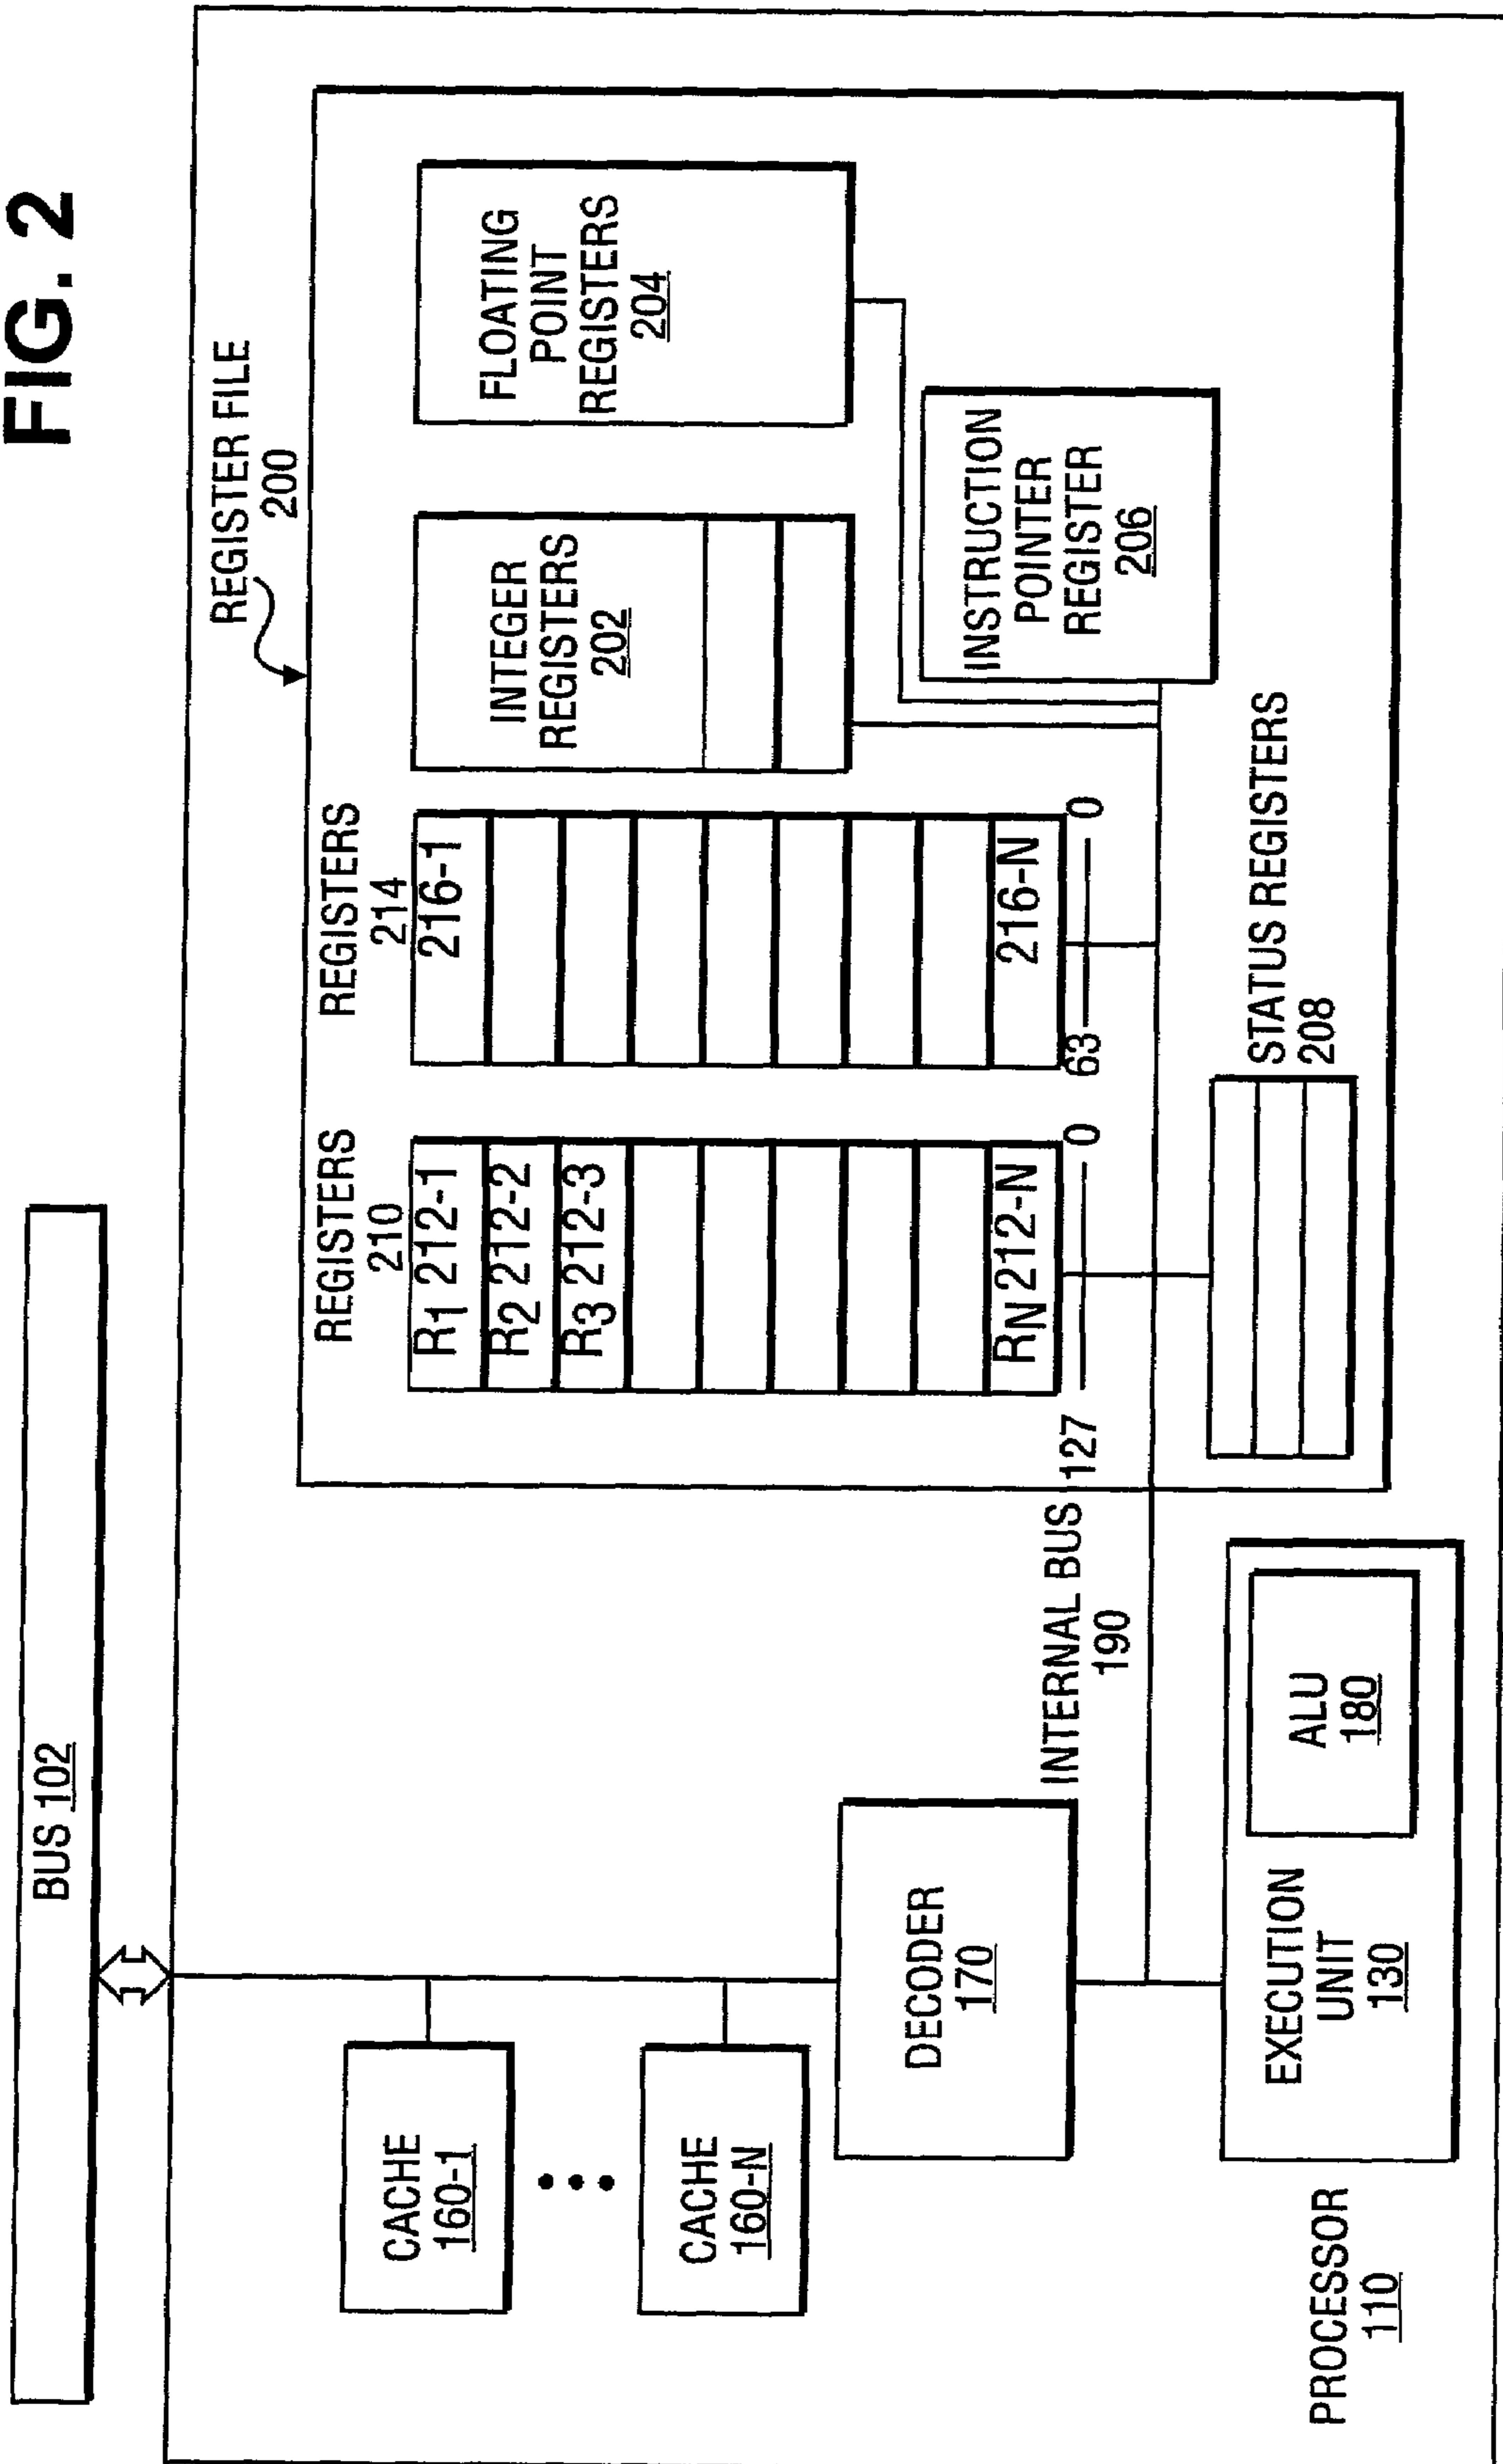 FIG. 2
BUS 102
REGISTER FILE
200
CACHE
160-1
CACHE
160-N
DECODER
170
INTERNAL BUS
190
EXECUTION
UNIT
130
ALU
180
PROCESSOR
110
REGISTERS
210
R1 212-1
R2 212-2
R3 212-3
RN 212-N
127
0
REGISTERS
214
216-1
216-N
63
0
INTEGER
REGISTERS
202
FLOATING
POINT
REGISTERS
204
INSTRUCTION
POINTER
REGISTER
206
STATUS REGISTERS
208